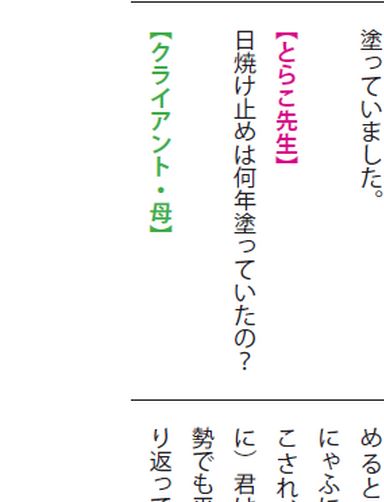 塗っていました。
【とらこ先生】
日焼け止めは何年塗っていたの？
【クライアント・母】
めると
にゃふに
こされ
に）君は
勢でも
り返って